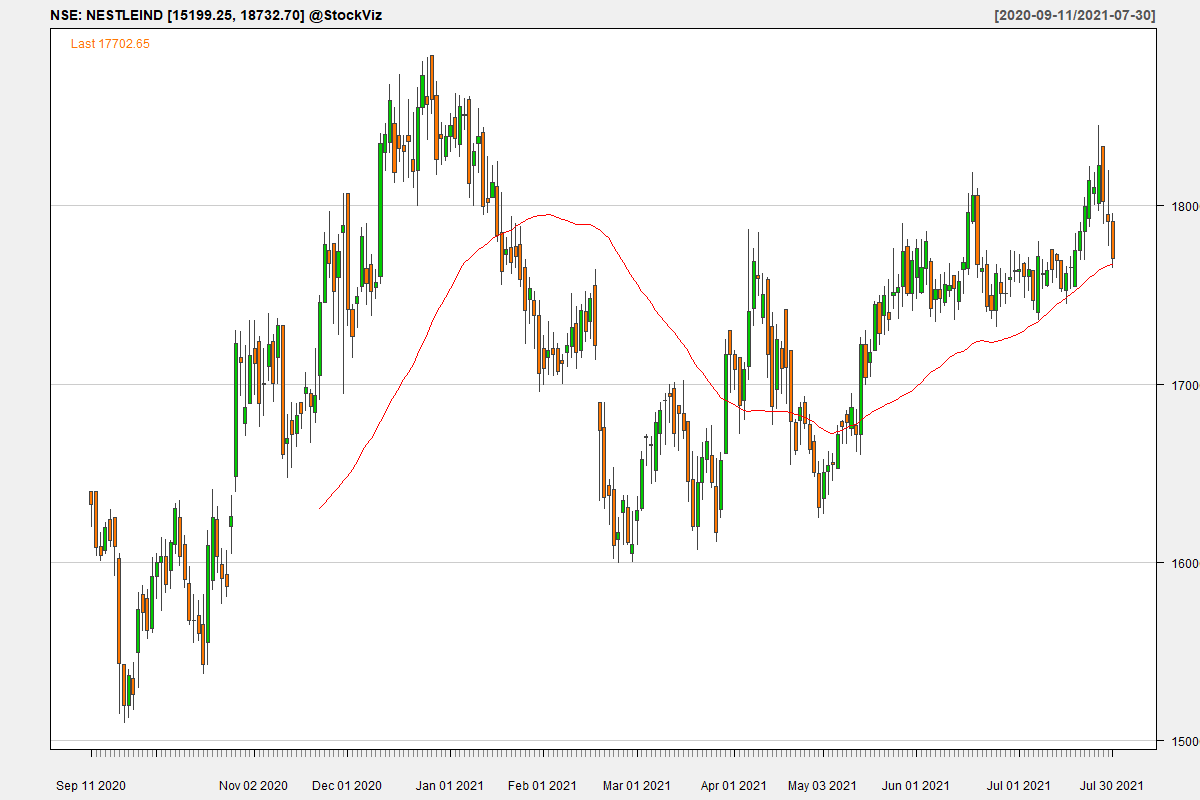 NSE: NESTLEIND [15199.25, 18732.70] @StockViz [2020-09-11/2021-07-30]
Last 17702.65
1800
1700
1600
1500
Sep 11 2020 Nov 02 2020 Dec 01 2020 Jan 01 2021 Feb 01 2021 Mar 01 2021 Apr 01 2021 May 03 2021 Jun 01 2021 Jul 01 2021 Jul 30 2021